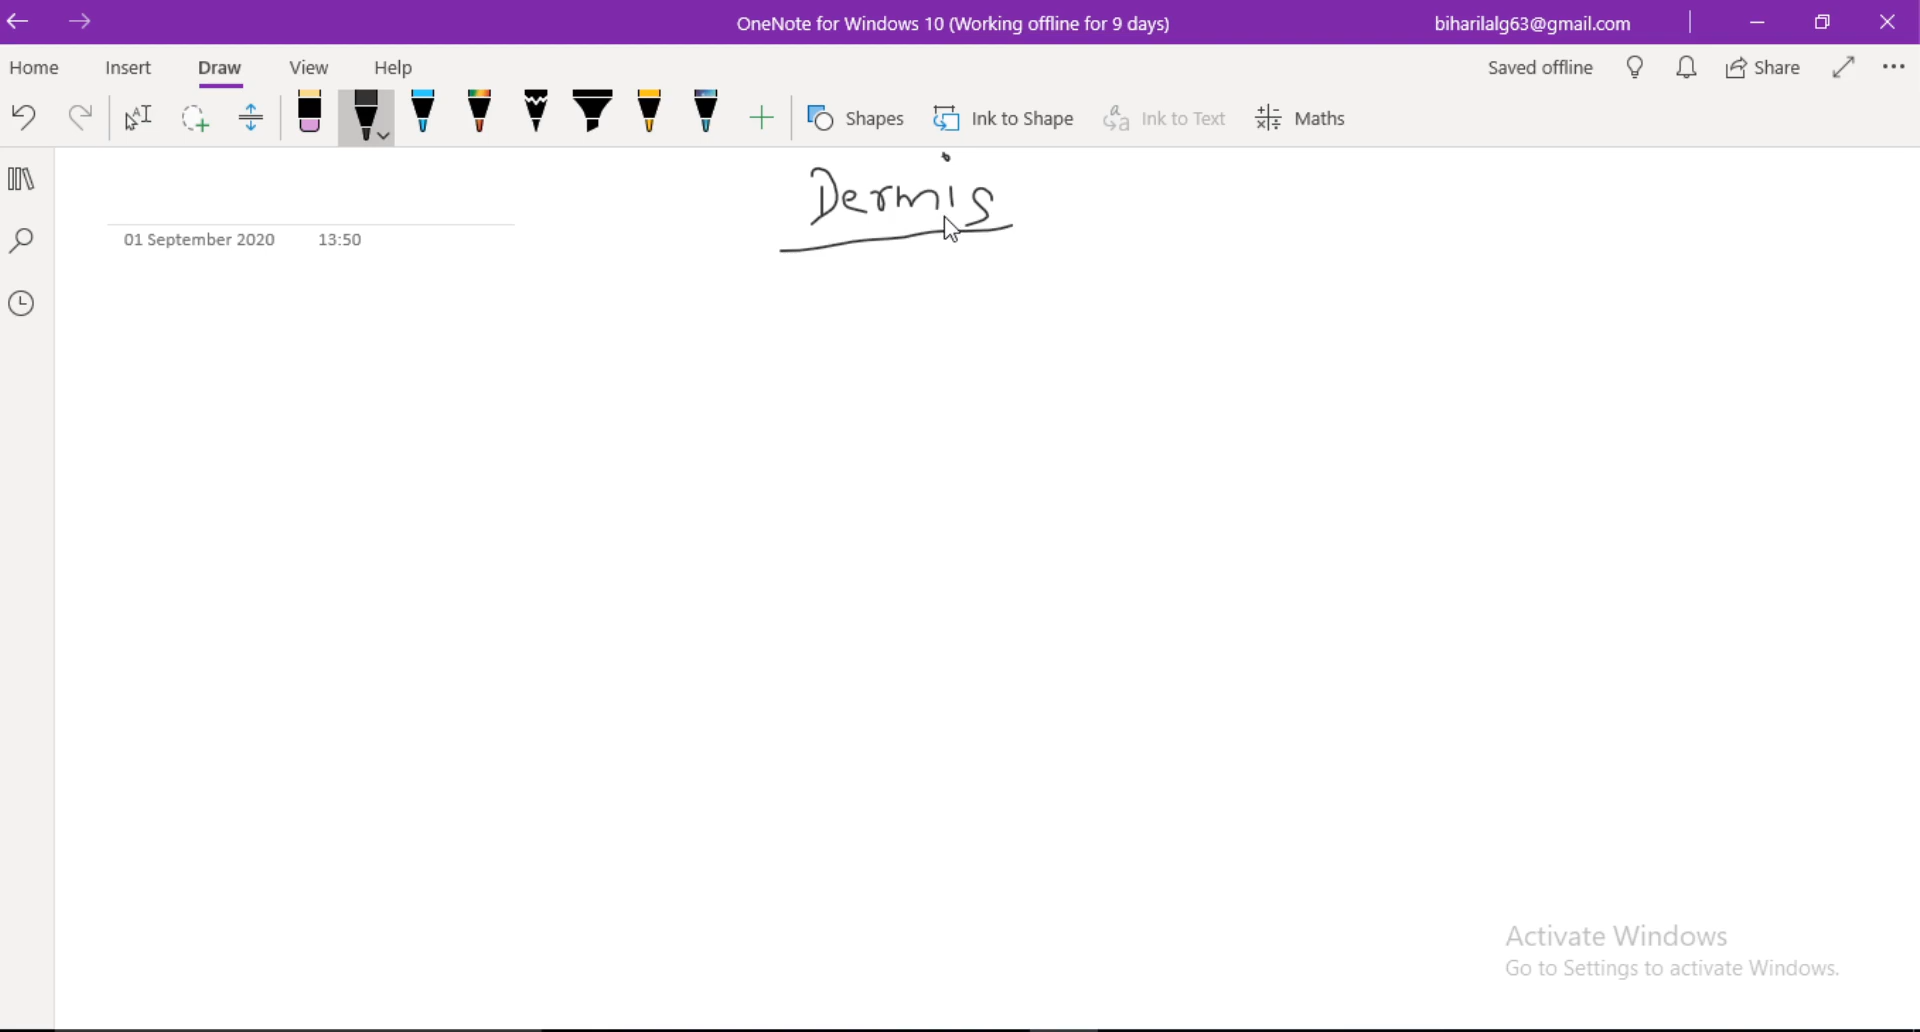 OneNote for Windows 10 (Working offline for 9 days)
biharilalg63@gmail.com
Home
Insert
Draw
View
Help
Saved offline
Share
Shapes
Ink to Shape
Ink to Text
Maths
Dermis
01 September 2020
13:50
Activate Windows
Go to Settings to activate Windows.